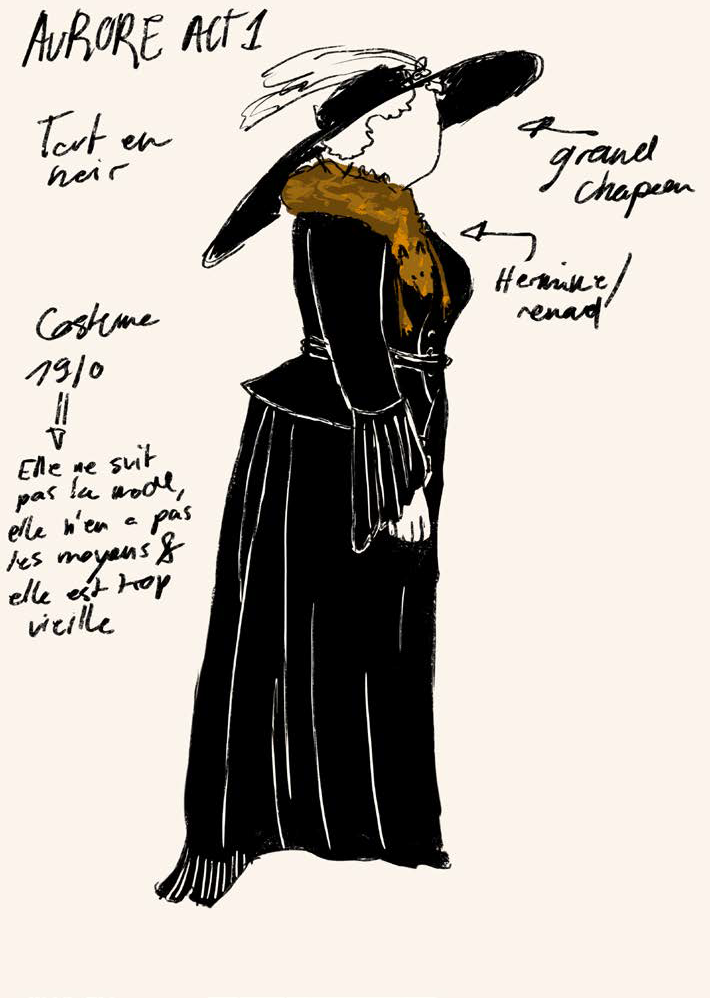 AURORE ACT 1
Tout en
noir
grand
chapeau
Hermine/
renard
Costume
1910
Elle ne suit
pas la mode,
elle n'en a pas
les moyens &
elle est trop
vieille